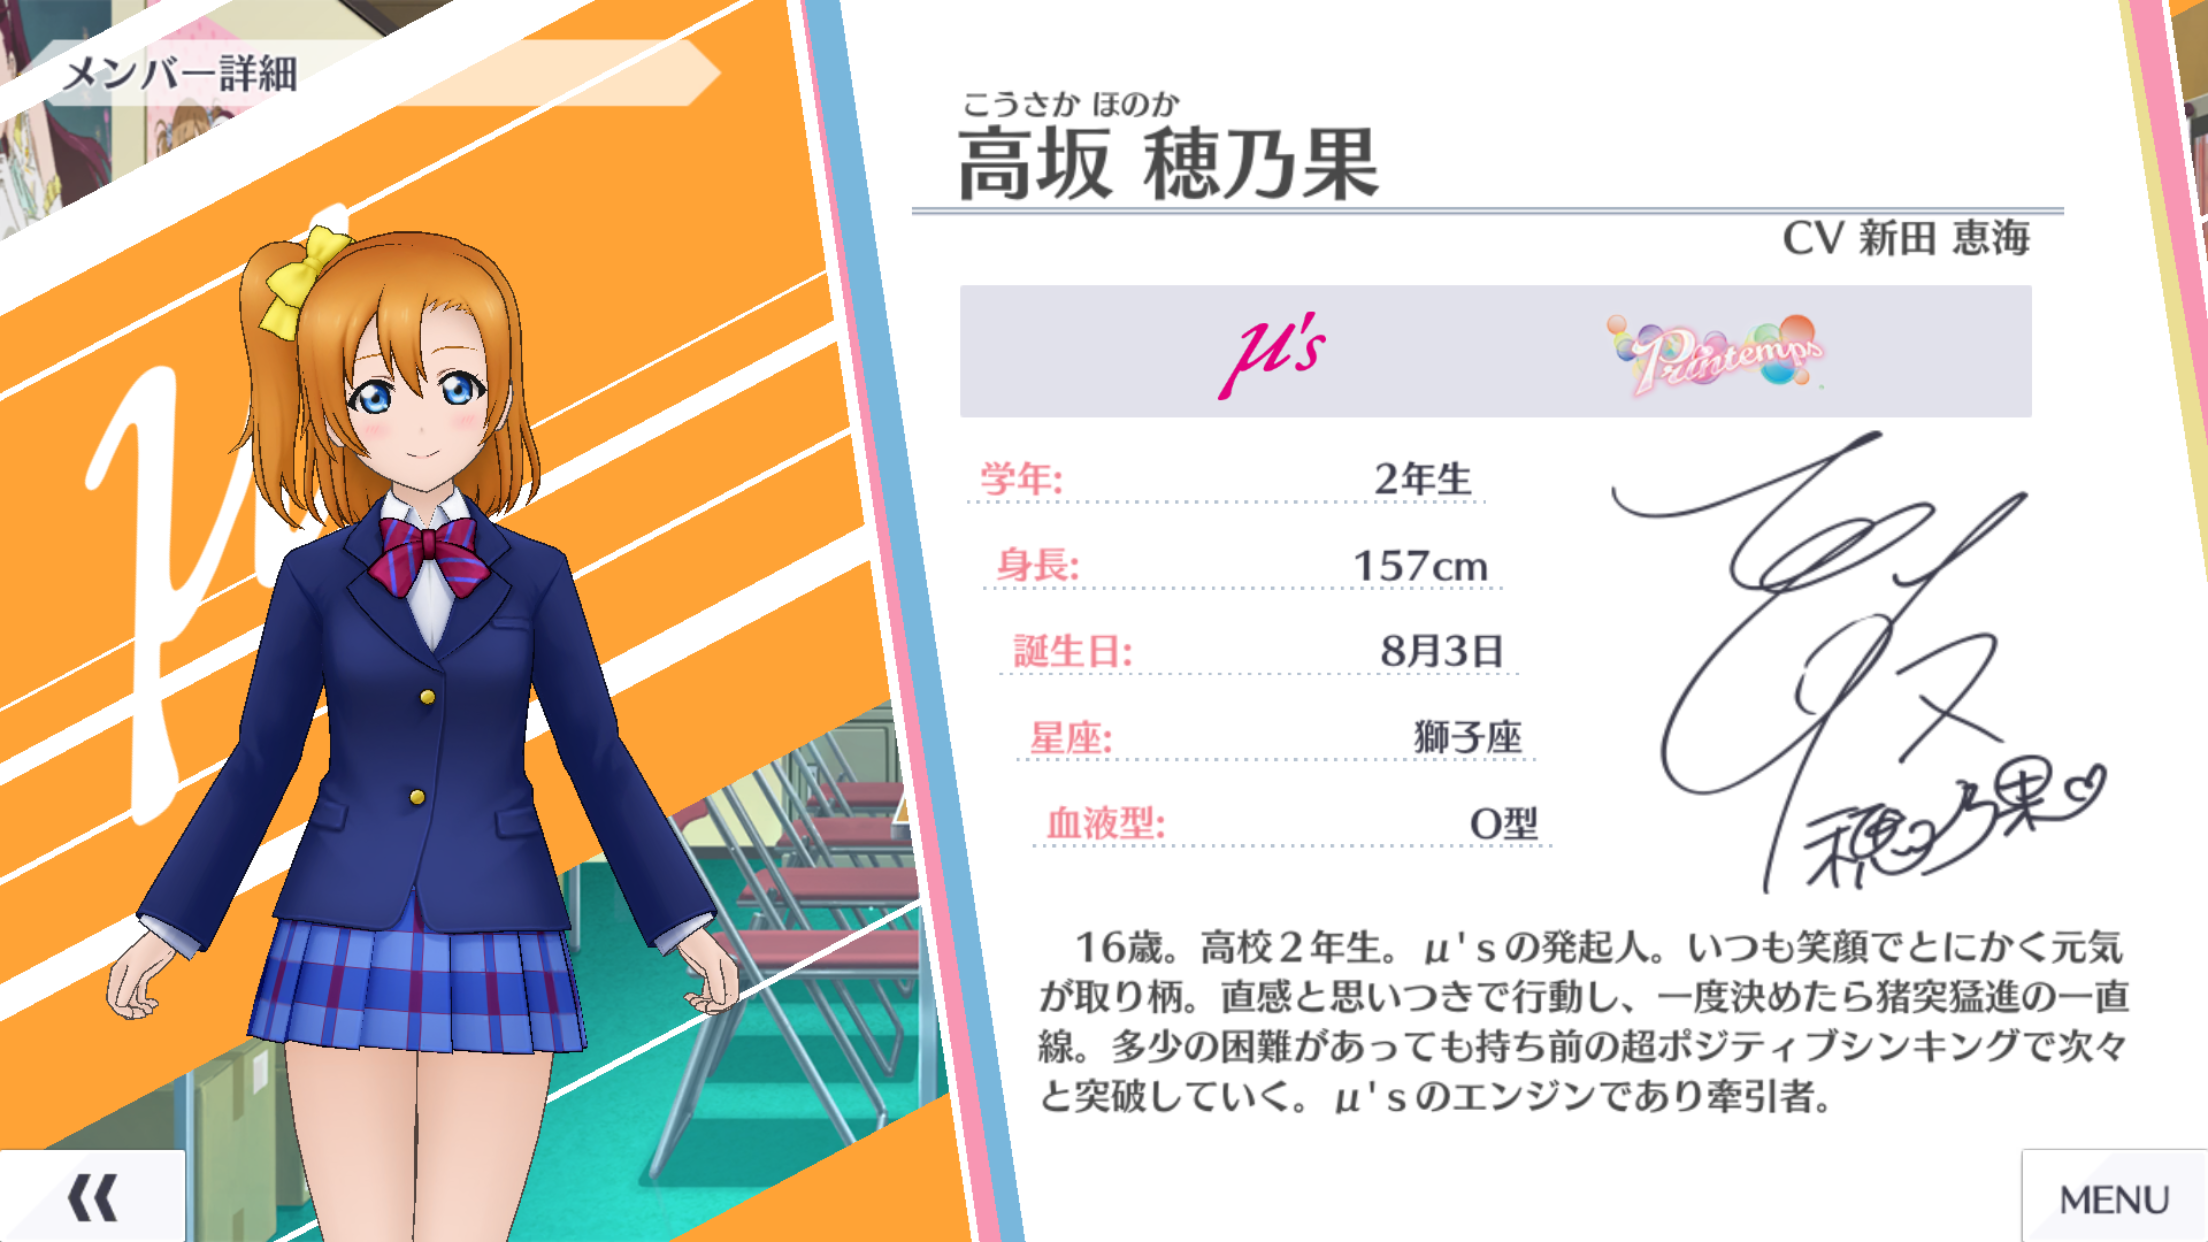 メンバー詳細
こうさか ほのか
高坂 穂乃果
CV 新田 恵海
μ's
Printemps
学年: 2年生
身長: 157cm
誕生日: 8月3日
星座: 獅子座
血液型: O型
穂乃果♡
16歳。高校２年生。μ'sの発起人。いつも笑顔でとにかく元気
が取り柄。直感と思いつきで行動し、一度決めたら猪突猛進の一直
線。多少の困難があっても持ち前の超ポジティブシンキングで次々
と突破していく。μ'sのエンジンであり牽引者。
MENU